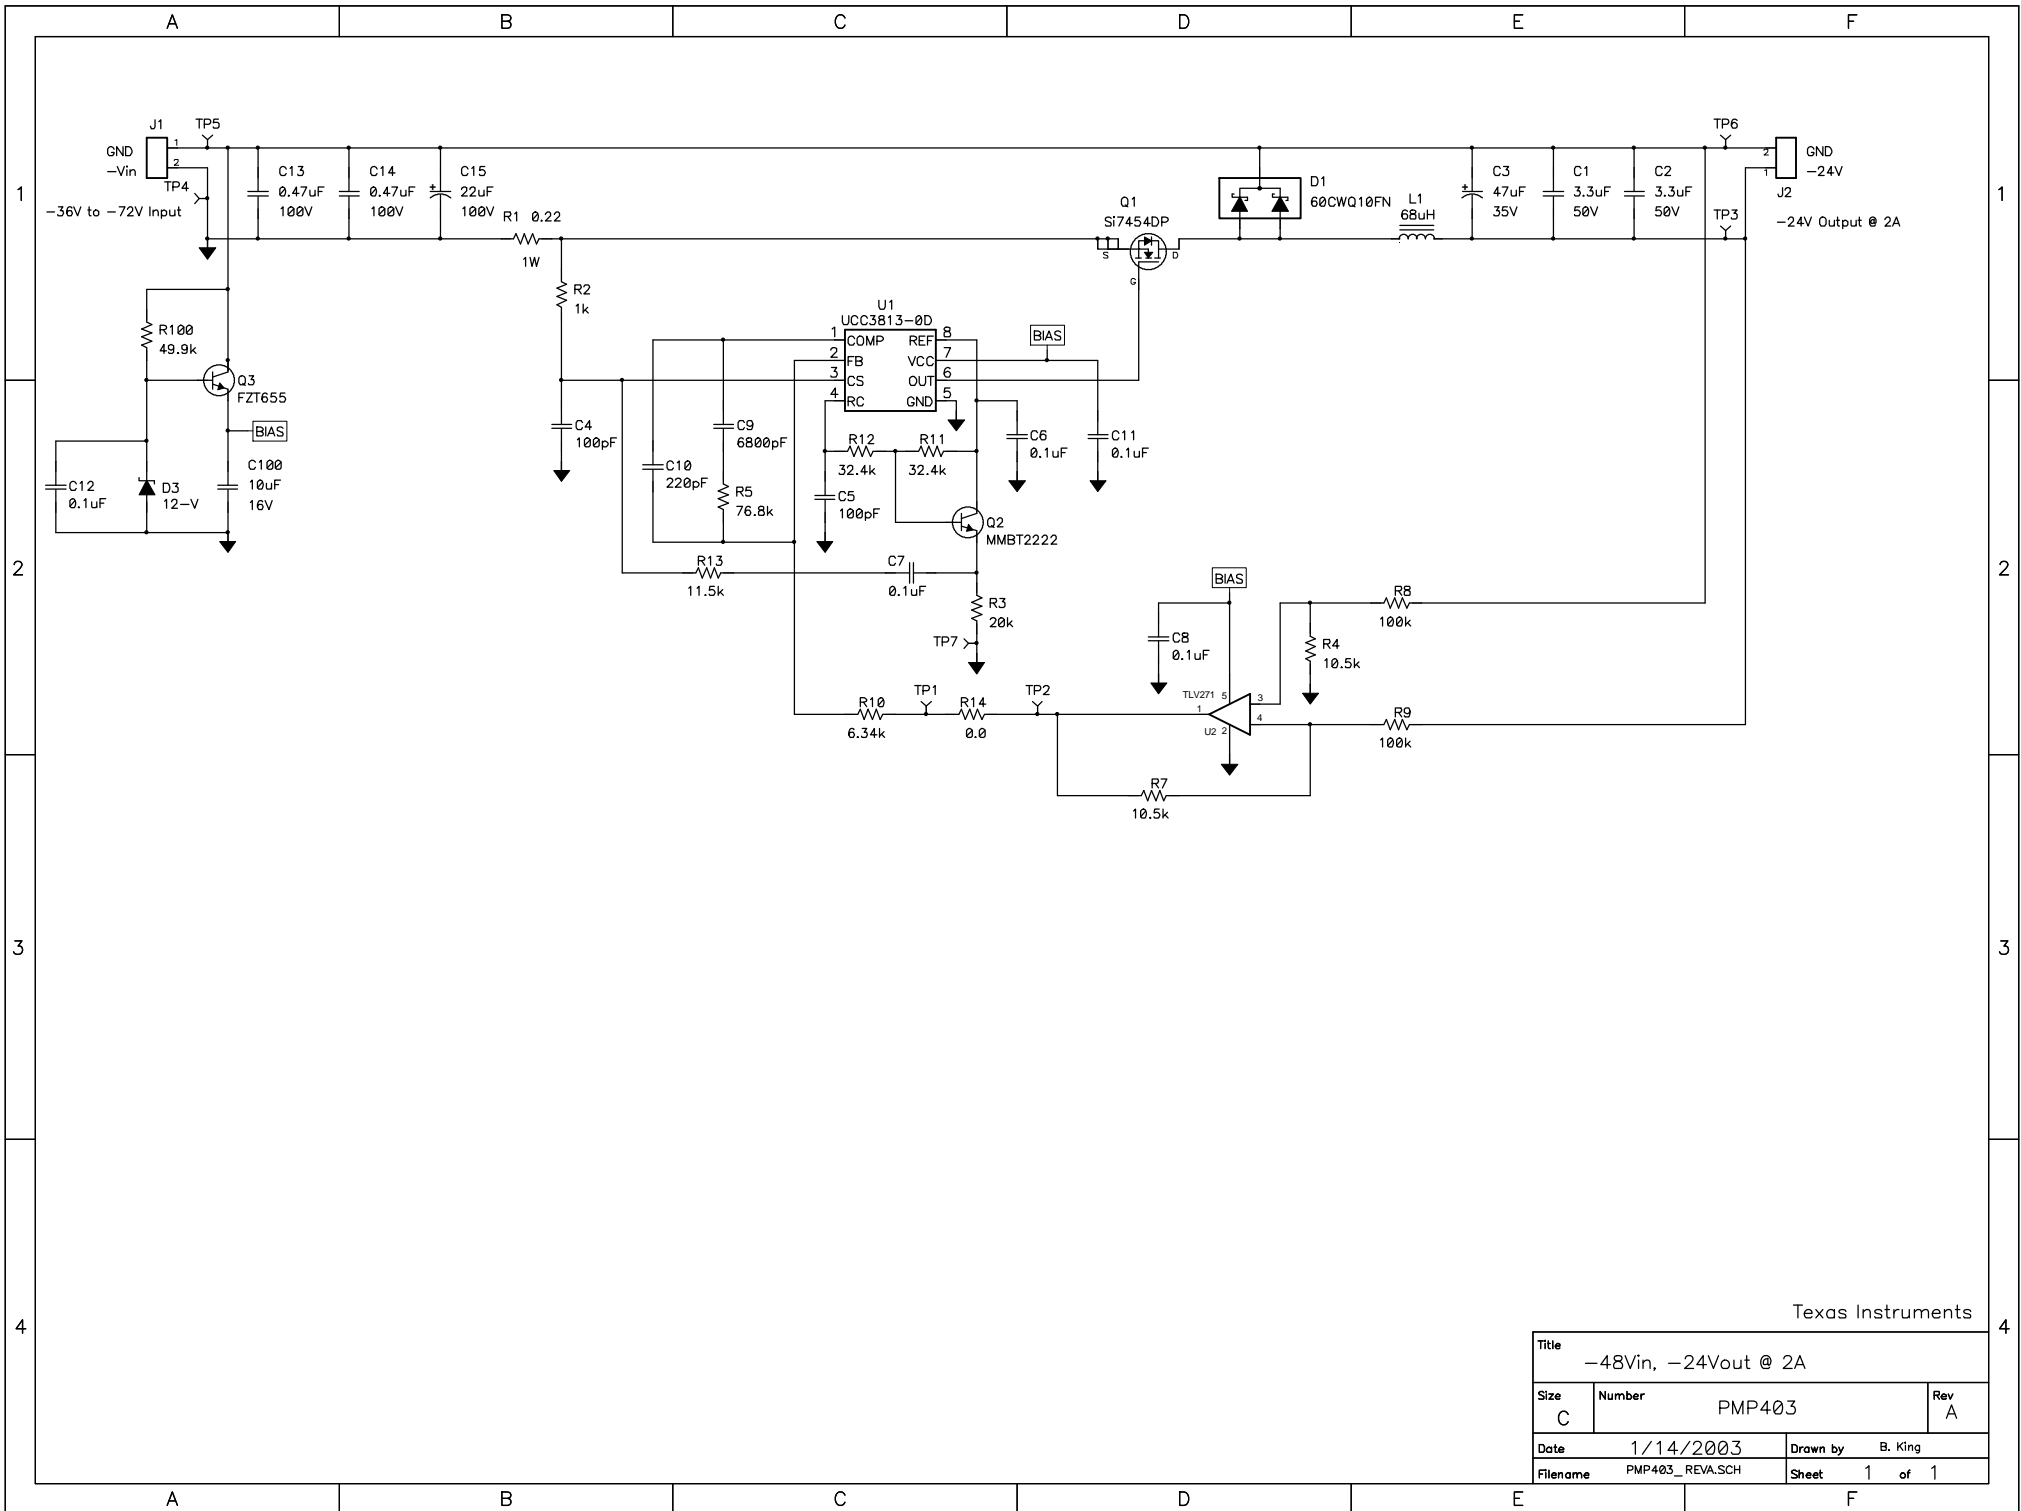 A B C D E F
J1
TP5
GND
1
2
-Vin
TP4
-36V to -72V Input
C13
0.47uF
100V
C14
0.47uF
100V
+
C15
22uF
100V
R1 0.22
1W
R2
1k
R100
49.9k
Q3
FZT655
BIAS
C12
0.1uF
D3
12-V
C100
10uF
16V
U1
UCC3813-0D
1 COMP
2 FB
3 CS
4 RC
REF 8
VCC 7
OUT 6
GND 5
BIAS
Q1
Si7454DP
S
D
G
D1
60CWQ10FN
L1
68uH
+
C3
47uF
35V
C1
3.3uF
50V
C2
3.3uF
50V
TP6
TP3
2
1
GND
-24V
J2
-24V Output @ 2A
C4
100pF
C10
220pF
C9
6800pF
R5
76.8k
R12
32.4k
R11
32.4k
C5
100pF
C6
0.1uF
C11
0.1uF
Q2
MMBT2222
R13
11.5k
C7
0.1uF
R3
20k
TP7
BIAS
C8
0.1uF
R8
100k
R4
10.5k
TLV271 5
3
1
4
U2 2
R9
100k
R10
6.34k
TP1
R14
0.0
TP2
R7
10.5k
1 1
2 2
3 3
4 4
Texas Instruments
Title
-48Vin, -24Vout @ 2A
Size
C
Number
PMP403
Rev
A
Date 1/14/2003
Drawn by B. King
Filename PMP403_REVA.SCH
Sheet 1 of 1
A B C D E F